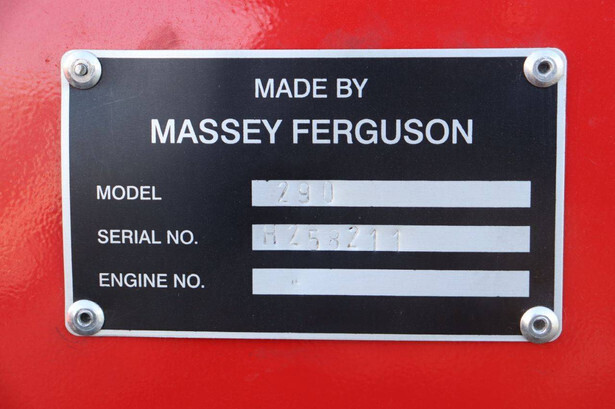 MADE BY
MASSEY FERGUSON
MODEL 290
SERIAL NO.
ENGINE NO.